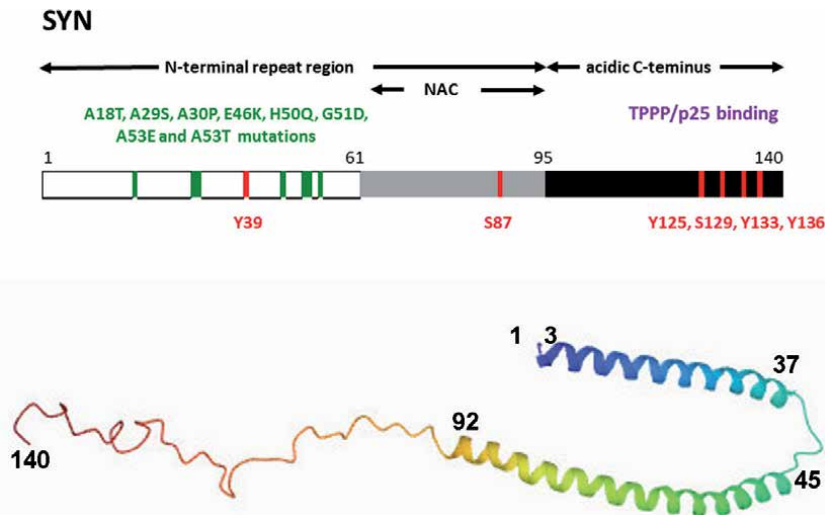 SYN
N-terminal repeat region
acidic C-teminus
NAC
A18T, A29S, A30P, E46K, H50Q, G51D,
A53E and A53T mutations
TPPP/p25 binding
1 61 95 140
Y39 S87 Y125, S129, Y133, Y136
1 3
37
92
45
140